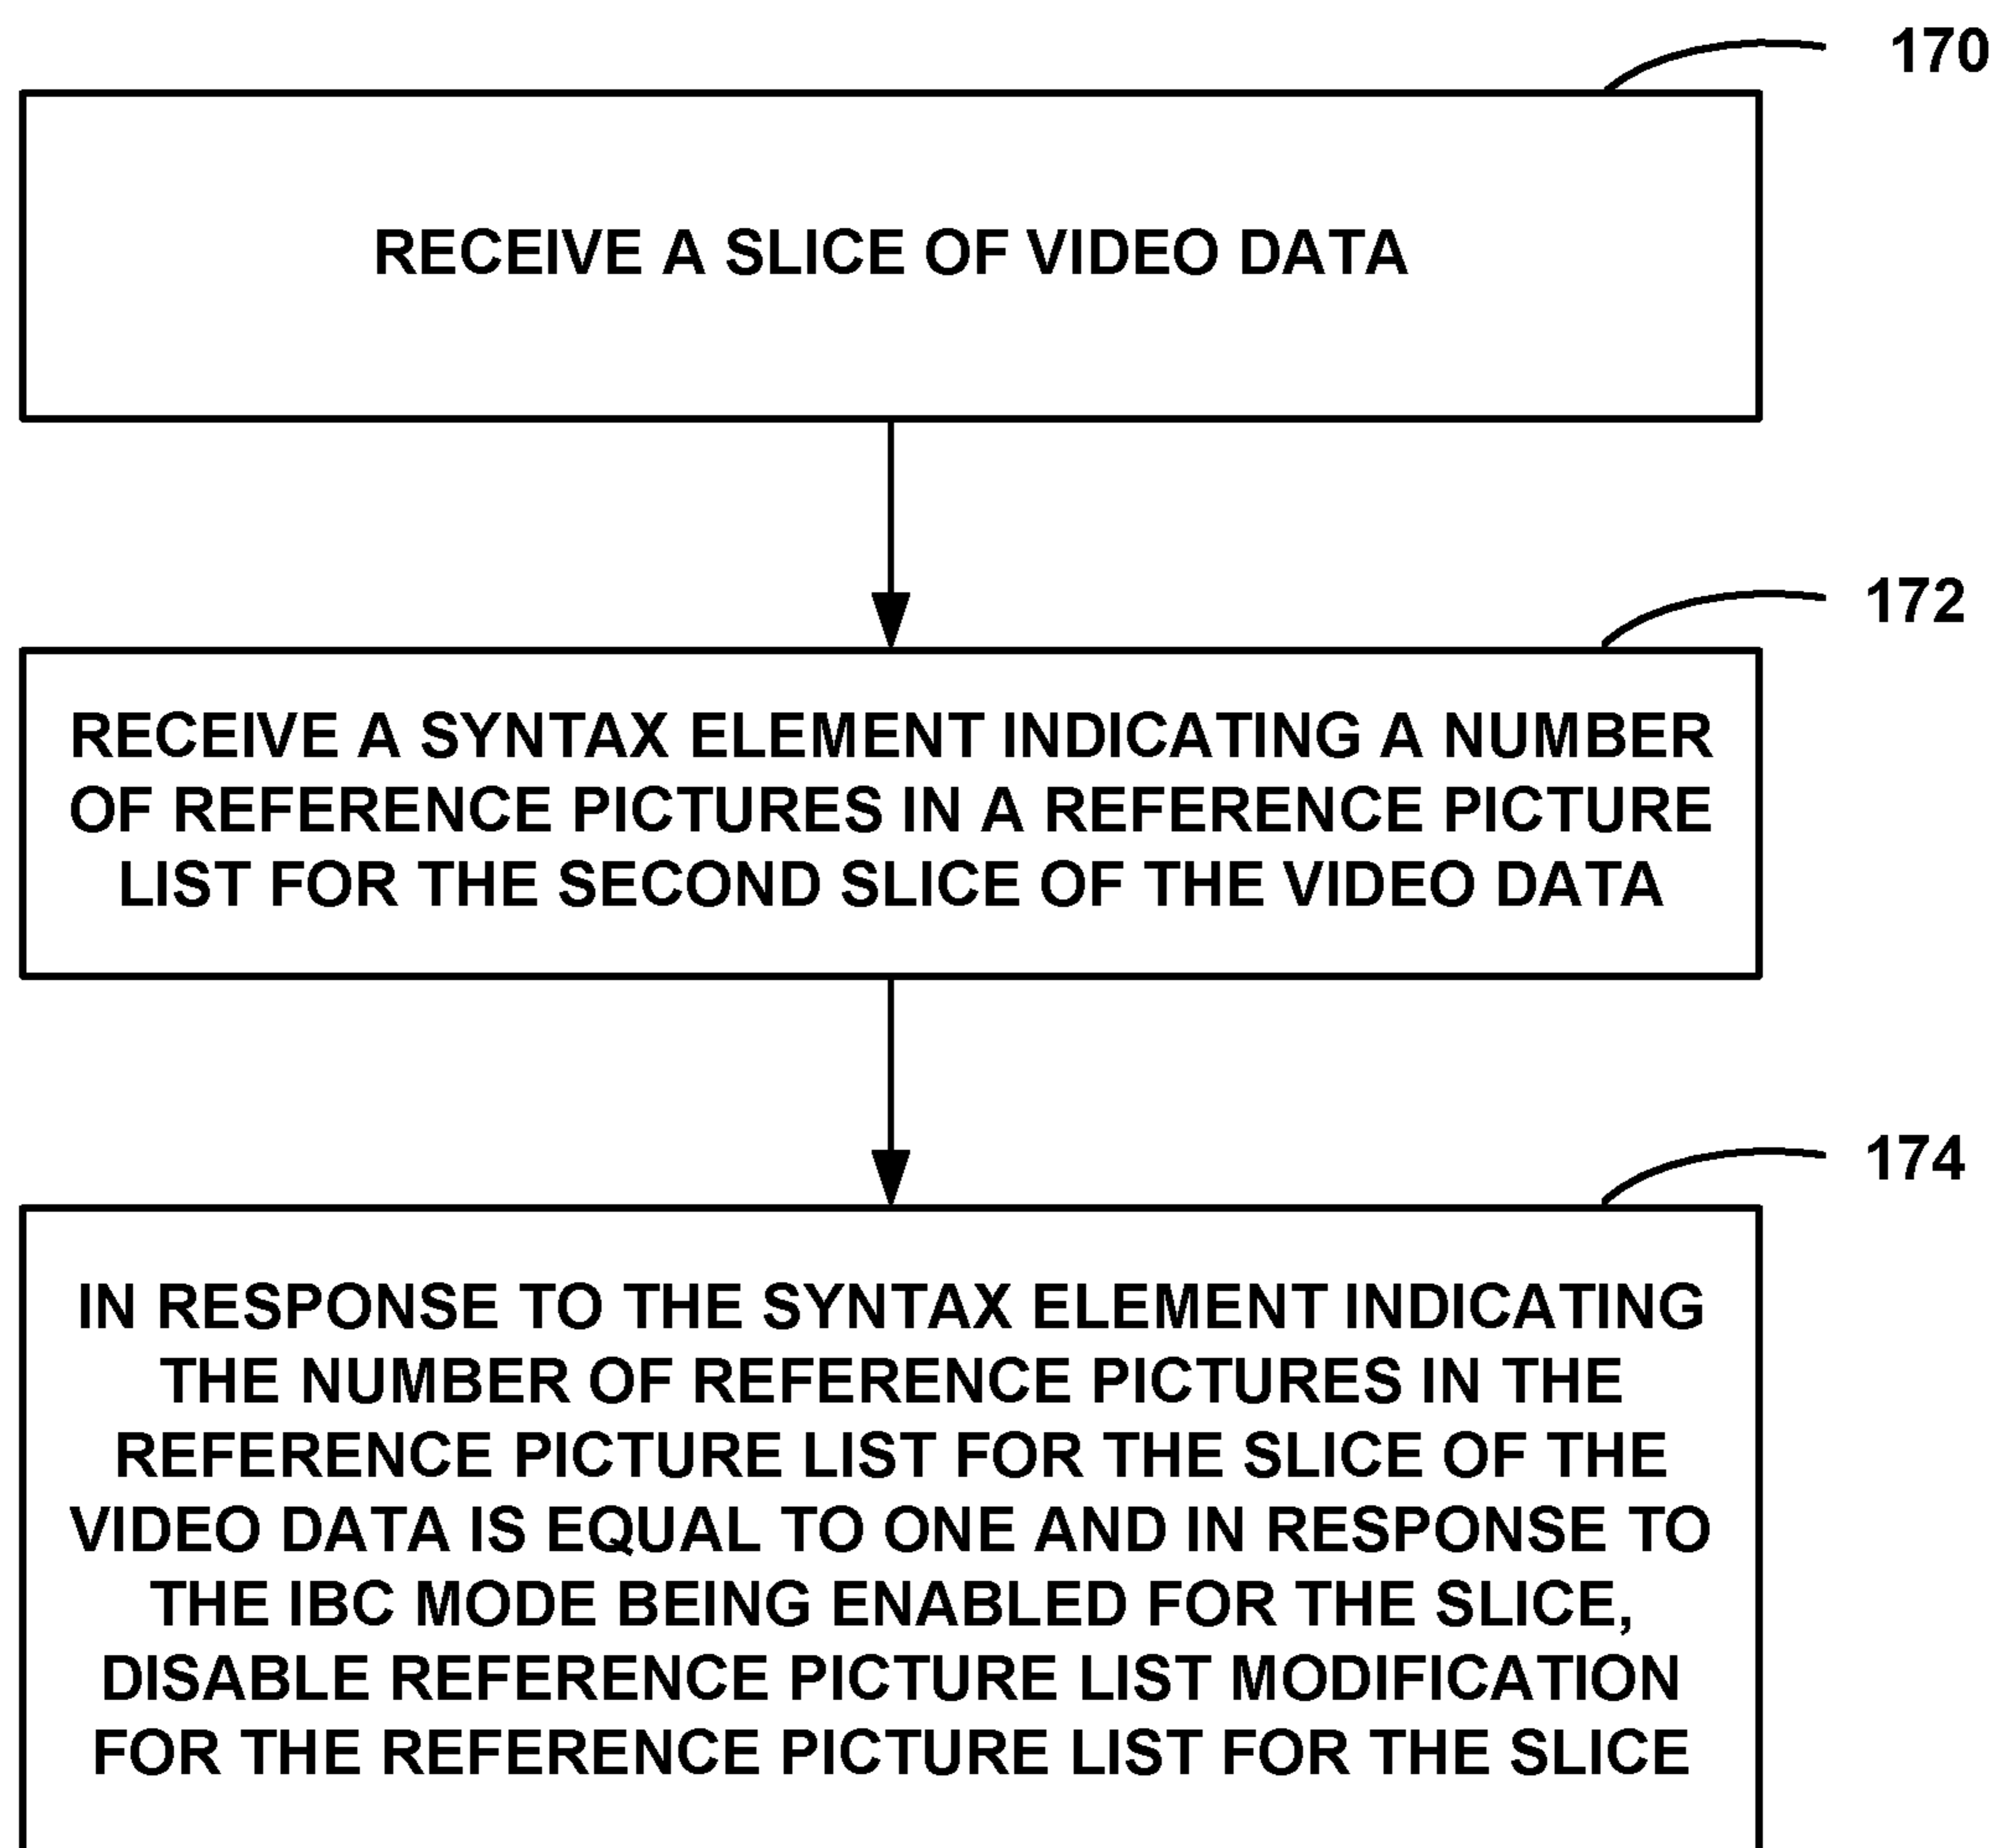 170
RECEIVE A SLICE OF VIDEO DATA
172
RECEIVE A SYNTAX ELEMENT INDICATING A NUMBER
OF REFERENCE PICTURES IN A REFERENCE PICTURE
LIST FOR THE SECOND SLICE OF THE VIDEO DATA
174
IN RESPONSE TO THE SYNTAX ELEMENT INDICATING
THE NUMBER OF REFERENCE PICTURES IN THE
REFERENCE PICTURE LIST FOR THE SLICE OF THE
VIDEO DATA IS EQUAL TO ONE AND IN RESPONSE TO
THE IBC MODE BEING ENABLED FOR THE SLICE,
DISABLE REFERENCE PICTURE LIST MODIFICATION
FOR THE REFERENCE PICTURE LIST FOR THE SLICE